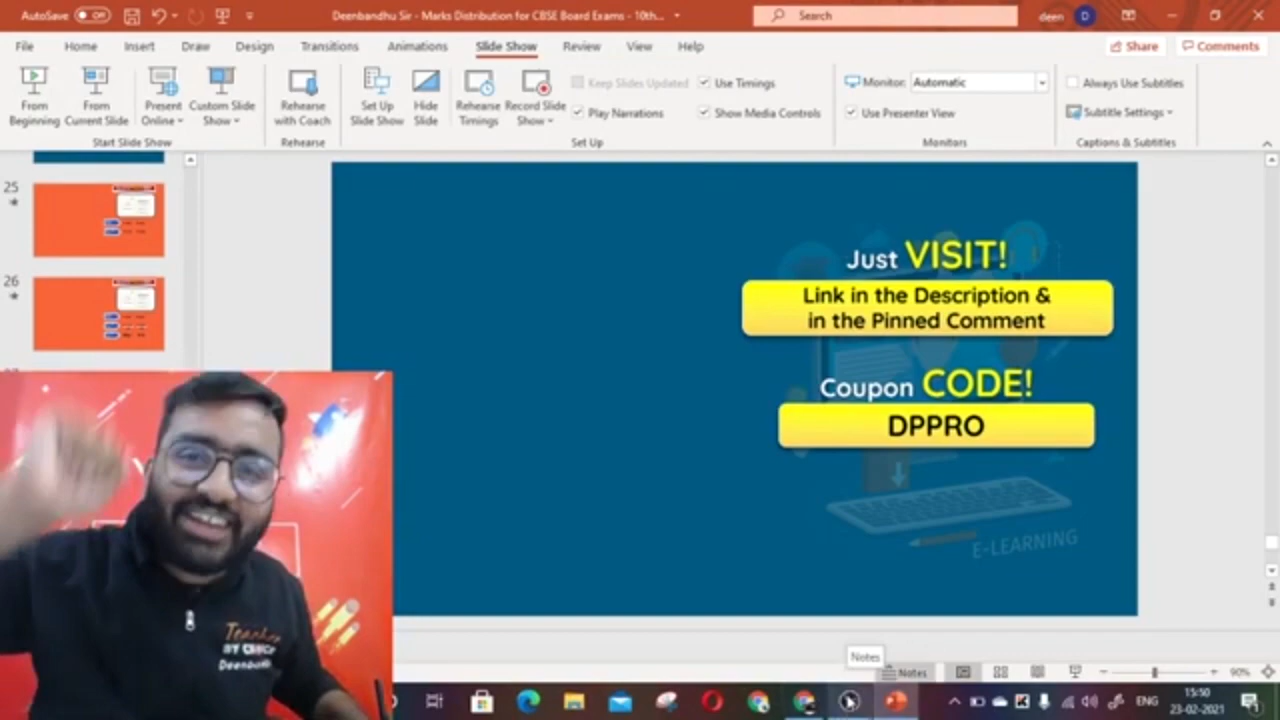 AutoSave Off
Deenbandhu Sir - Marks Distribution for CBSE Board Exams - 10th...
Search
deen D
File Home Insert Draw Design Transitions Animations Slide Show Review View Help
Share Comments
From Beginning
From Current Slide
Present Online
Custom Slide Show
Rehearse with Coach
Set Up Slide Show
Hide Slide
Rehearse Timings
Record Slide Show
Keep Slides Updated
Play Narrations
Use Timings
Show Media Controls
Monitor: Automatic
Use Presenter View
Always Use Subtitles
Subtitle Settings
Start Slide Show Rehearse Set Up Monitors Captions & Subtitles
25
26
Just VISIT!
Link in the Description &
in the Pinned Comment
Coupon CODE!
DPPRO
E-LEARNING
Teacher
BY CHOICE
Deenbandhu
Notes
Notes 90%
ENG 15:50
23-02-2021